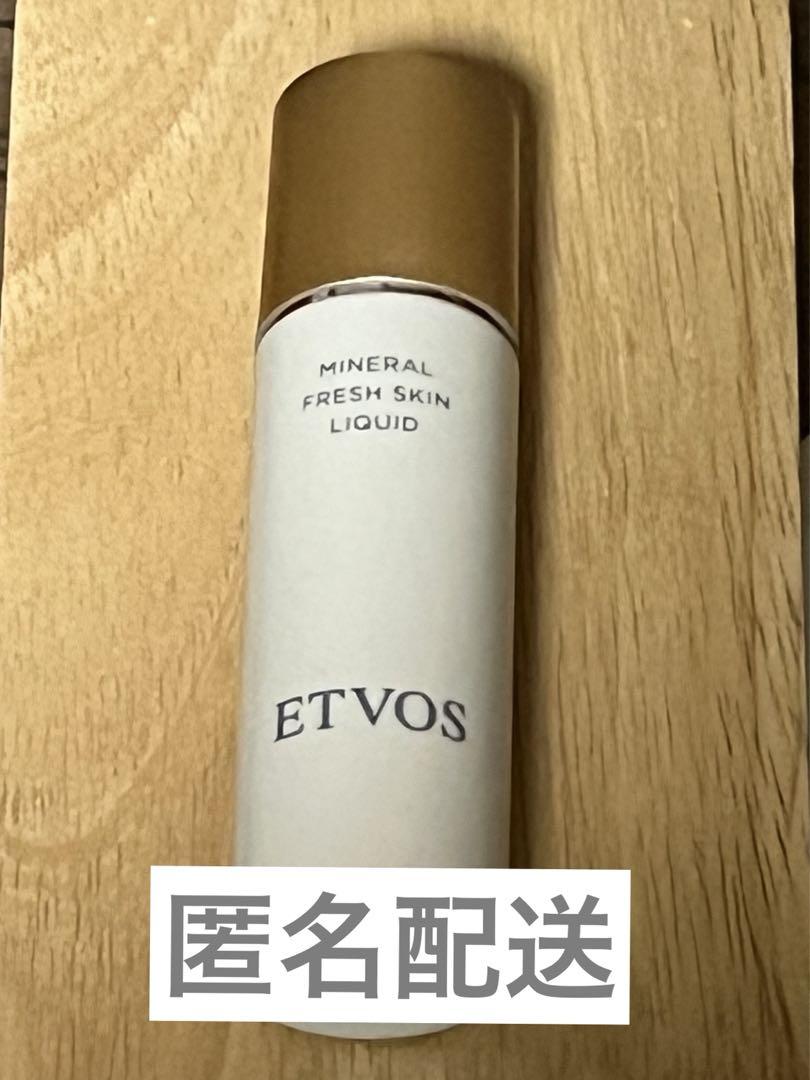 MINERAL
FRESH SKIN
LIQUID
ETVOS
匿名配送